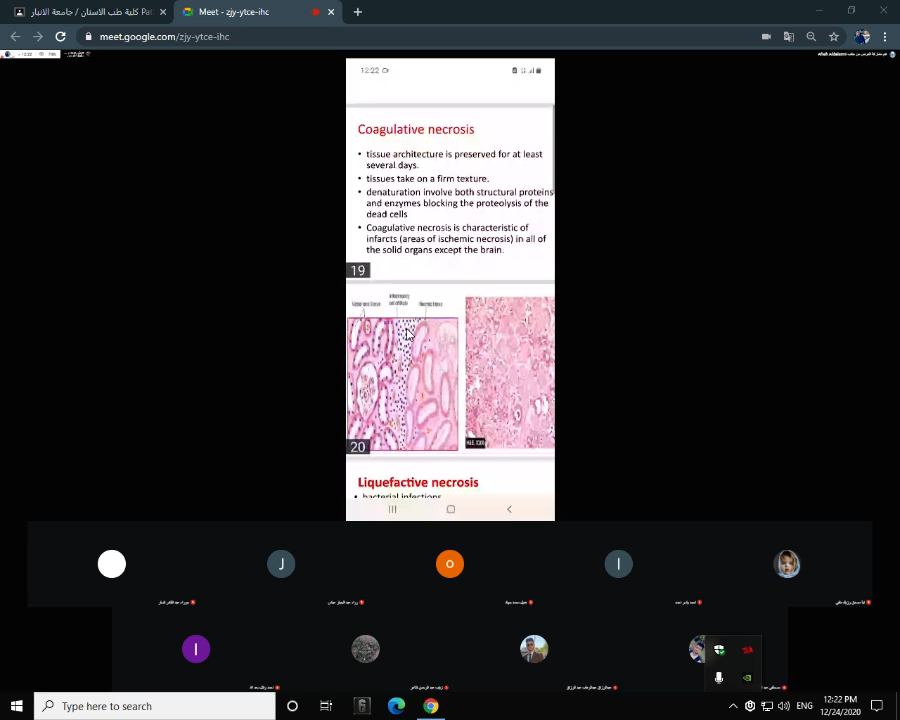 كلية طب الاسنان / جامعة الانبار Pat
Meet - zjy-ytce-ihc
meet.google.com/zjy-ytce-ihc
12:22
Coagulative necrosis
• tissue architecture is preserved for at least
several days.
• tissues take on a firm texture.
• denaturation involve both structural proteins
and enzymes blocking the proteolysis of the
dead cells
• Coagulative necrosis is characteristic of
infarcts (areas of ischemic necrosis) in all of
the solid organs except the brain.
19
20
Liquefactive necrosis
• bacterial infections
J
O
I
I
Type here to search
ENG
12:22 PM
12/24/2020